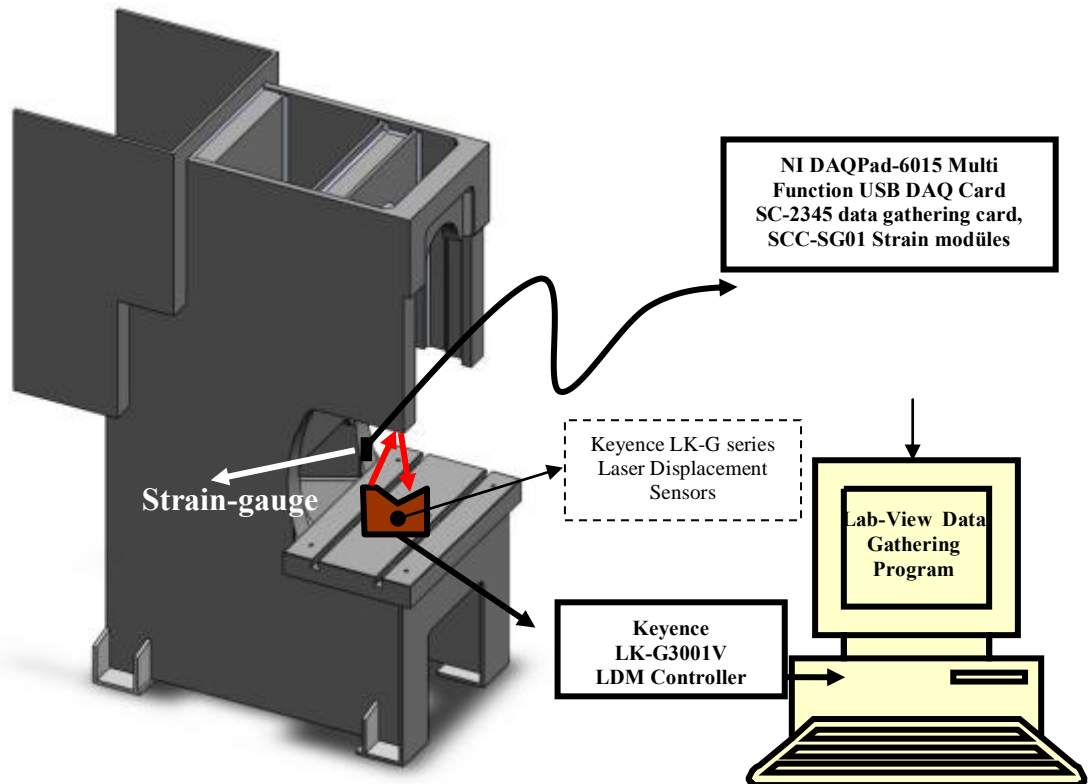 NI DAQPad-6015 Multi
Function USB DAQ Card
SC-2345 data gathering card,
SCC-SG01 Strain modüles
Keyence LK-G series
Laser Displacement
Sensors
Strain-gauge
Lab-View Data
Gathering
Program
Keyence
LK-G3001V
LDM Controller